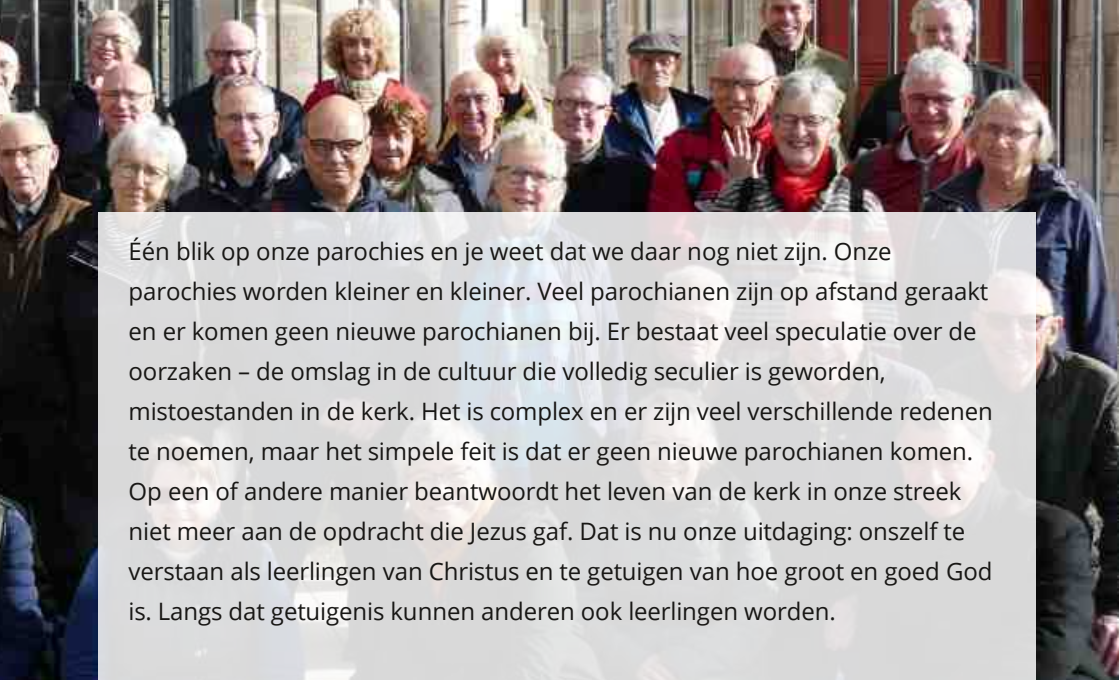 Één blik op onze parochies en je weet dat we daar nog niet zijn. Onze
parochies worden kleiner en kleiner. Veel parochianen zijn op afstand geraakt
en er komen geen nieuwe parochianen bij. Er bestaat veel speculatie over de
oorzaken – de omslag in de cultuur die volledig seculier is geworden,
mistoestanden in de kerk. Het is complex en er zijn veel verschillende redenen
te noemen, maar het simpele feit is dat er geen nieuwe parochianen komen.
Op een of andere manier beantwoordt het leven van de kerk in onze streek
niet meer aan de opdracht die Jezus gaf. Dat is nu onze uitdaging: onszelf te
verstaan als leerlingen van Christus en te getuigen van hoe groot en goed God
is. Langs dat getuigenis kunnen anderen ook leerlingen worden.